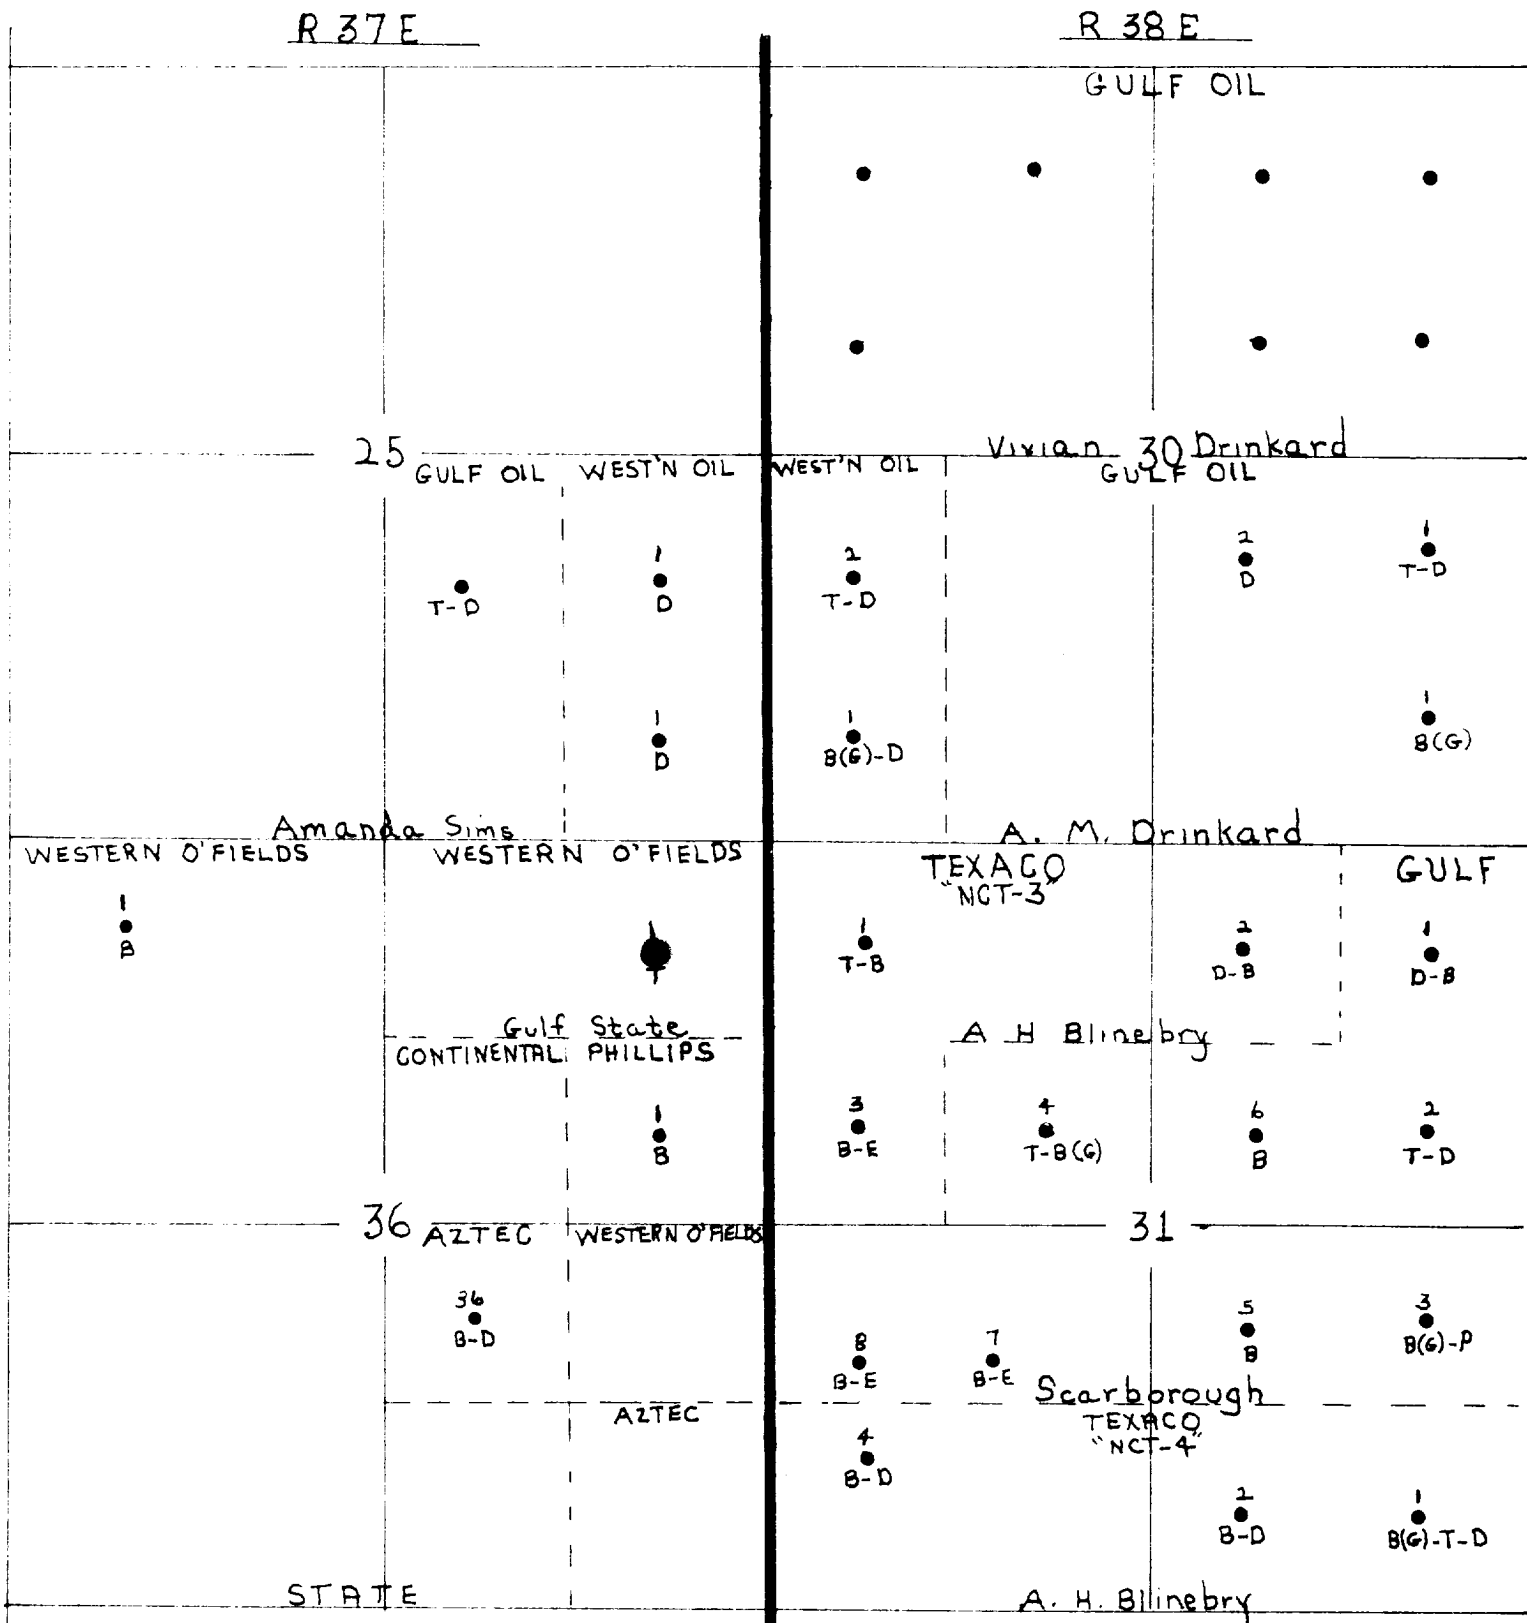 R 37 E
R 38 E
GULF OIL
25
Vivian 30 Drinkard
GULF OIL
WEST'N OIL
WEST'N OIL
GULF OIL
1
D
2
T-D
2
D
1
T-D
T-D
1
D
1
B(G)-D
1
B(G)
Amanda Sims
A. M. Drinkard
WESTERN O'FIELDS
WESTERN O'FIELDS
TEXACO
"NCT-3"
GULF
1
B
1
1
T-B
2
D-B
1
D-B
Gulf State
A H Blinebry
CONTINENTAL
PHILLIPS
1
B
3
B-E
4
T-B(G)
6
B
2
T-D
36
AZTEC
WESTERN O'FIELDS
31
36
B-D
8
B-E
7
B-E
5
B
3
B(G)-P
Scarborough
AZTEC
TEXACO
"NCT-4"
4
B-D
2
B-D
1
B(G)-T-D
STATE
A. H. Bllinebry